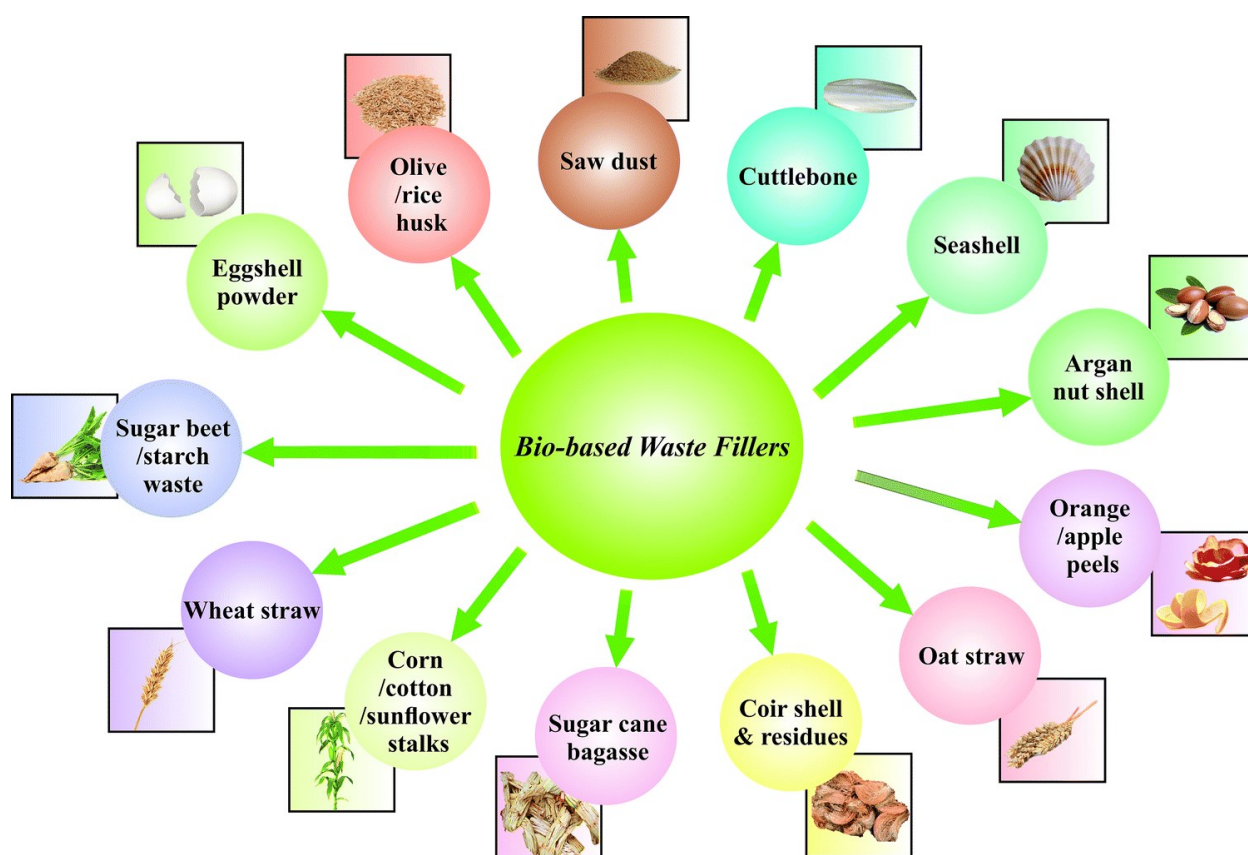 Saw dust
Cuttlebone
Olive
/rice
husk
Seashell
Eggshell
powder
Argan
nut shell
Sugar beet
/starch
waste
Bio-based Waste Fillers
Orange
/apple
peels
Wheat straw
Oat straw
Corn
/cotton
/sunflower
stalks
Sugar cane
bagasse
Coir shell
& residues